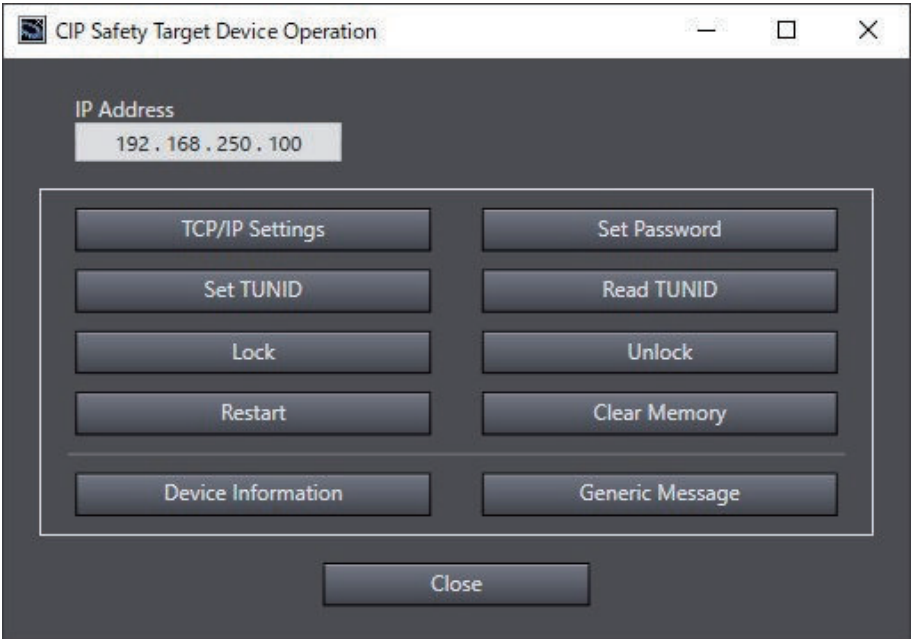 CIP Safety Target Device Operation
IP Address
192 . 168 . 250 . 100
TCP/IP Settings
Set Password
Set TUNID
Read TUNID
Lock
Unlock
Restart
Clear Memory
Device Information
Generic Message
Close